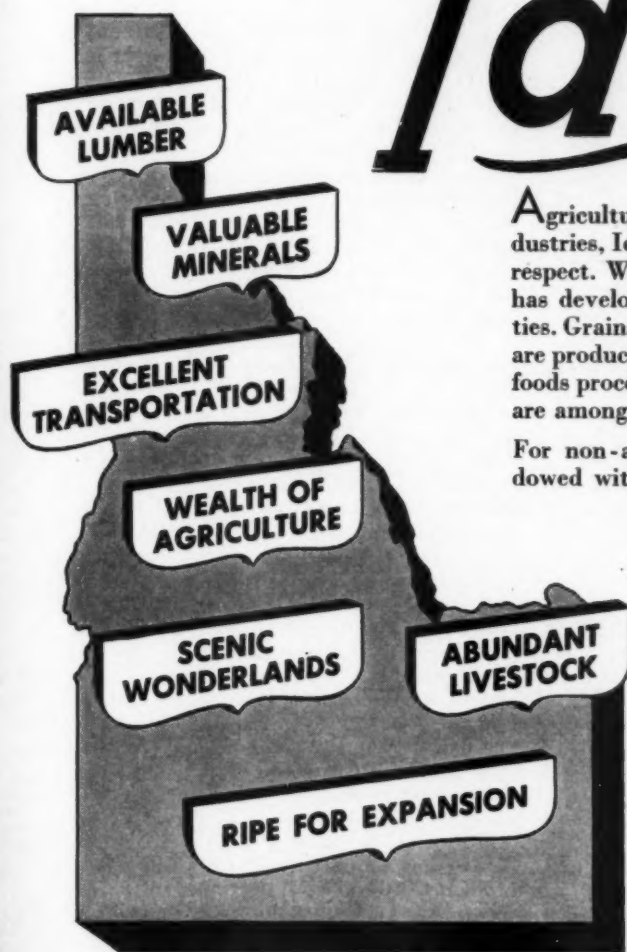 Id
AVAILABLE
LUMBER
VALUABLE
MINERALS
EXCELLENT
TRANSPORTATION
WEALTH OF
AGRICULTURE
SCENIC
WONDERLANDS
ABUNDANT
LIVESTOCK
RIPE FOR EXPANSION
Agricultu
dustries, Id
respect. W
has develo
ties. Grain
are produc
foods proce
are among
For non-a
dowed wit